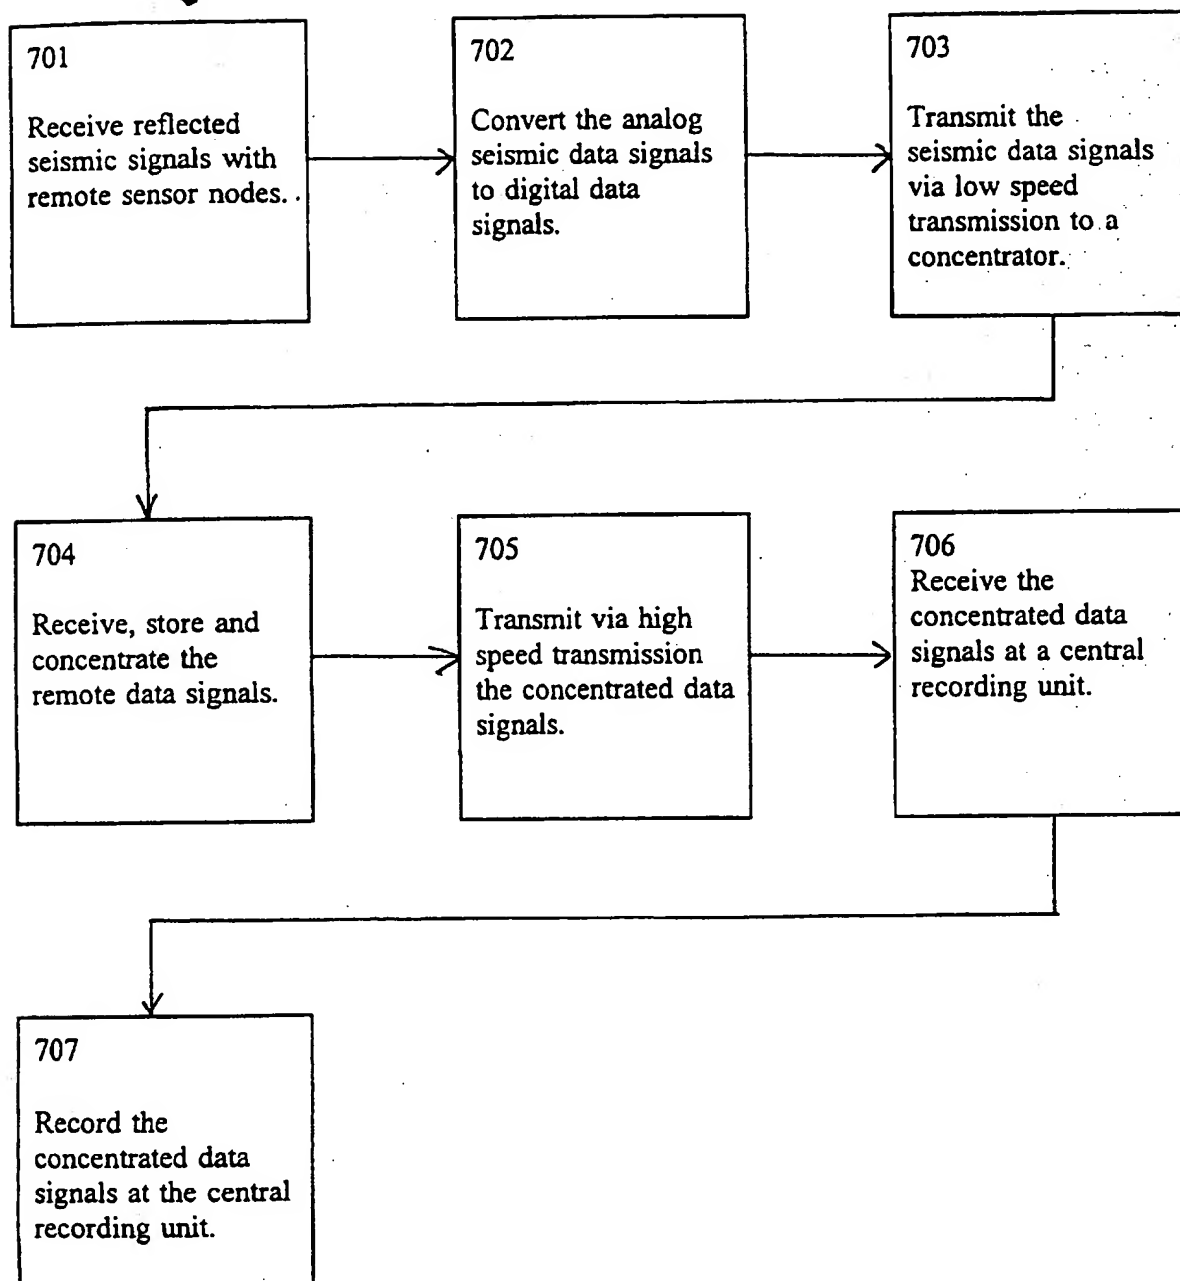 701
Receive reflected
seismic signals with
remote sensor nodes.
702
Convert the analog
seismic data signals
to digital data
signals.
703
Transmit the
seismic data signals
via low speed
transmission to a
concentrator.
704
Receive, store and
concentrate the
remote data signals.
705
Transmit via high
speed transmission
the concentrated data
signals.
706
Receive the
concentrated data
signals at a central
recording unit.
707
Record the
concentrated data
signals at the central
recording unit.